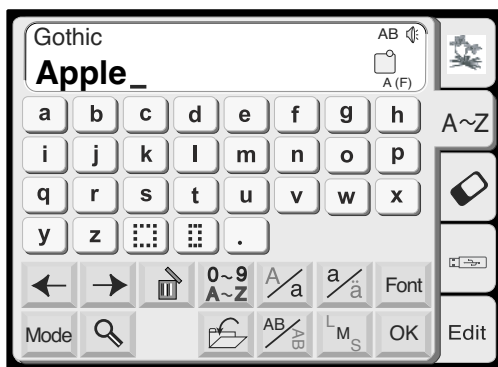 Gothic
AB
Apple_
A (F)
a b c d e f g h
A~Z
i j k l m n o p
q r s t u v w x
y z .
0~9
A~Z
A/a
a/ä
Font
Mode
AB/AB
L M S
OK
Edit